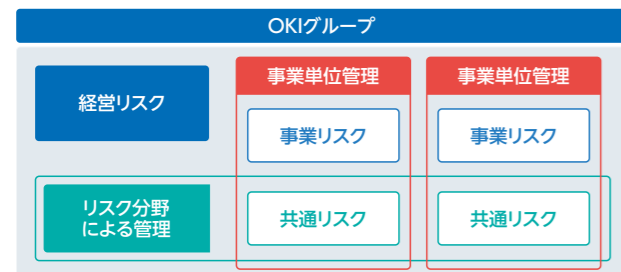 OKIグループ
経営リスク
事業単位管理
事業リスク
事業単位管理
事業リスク
リスク分野
による管理
共通リスク
共通リスク